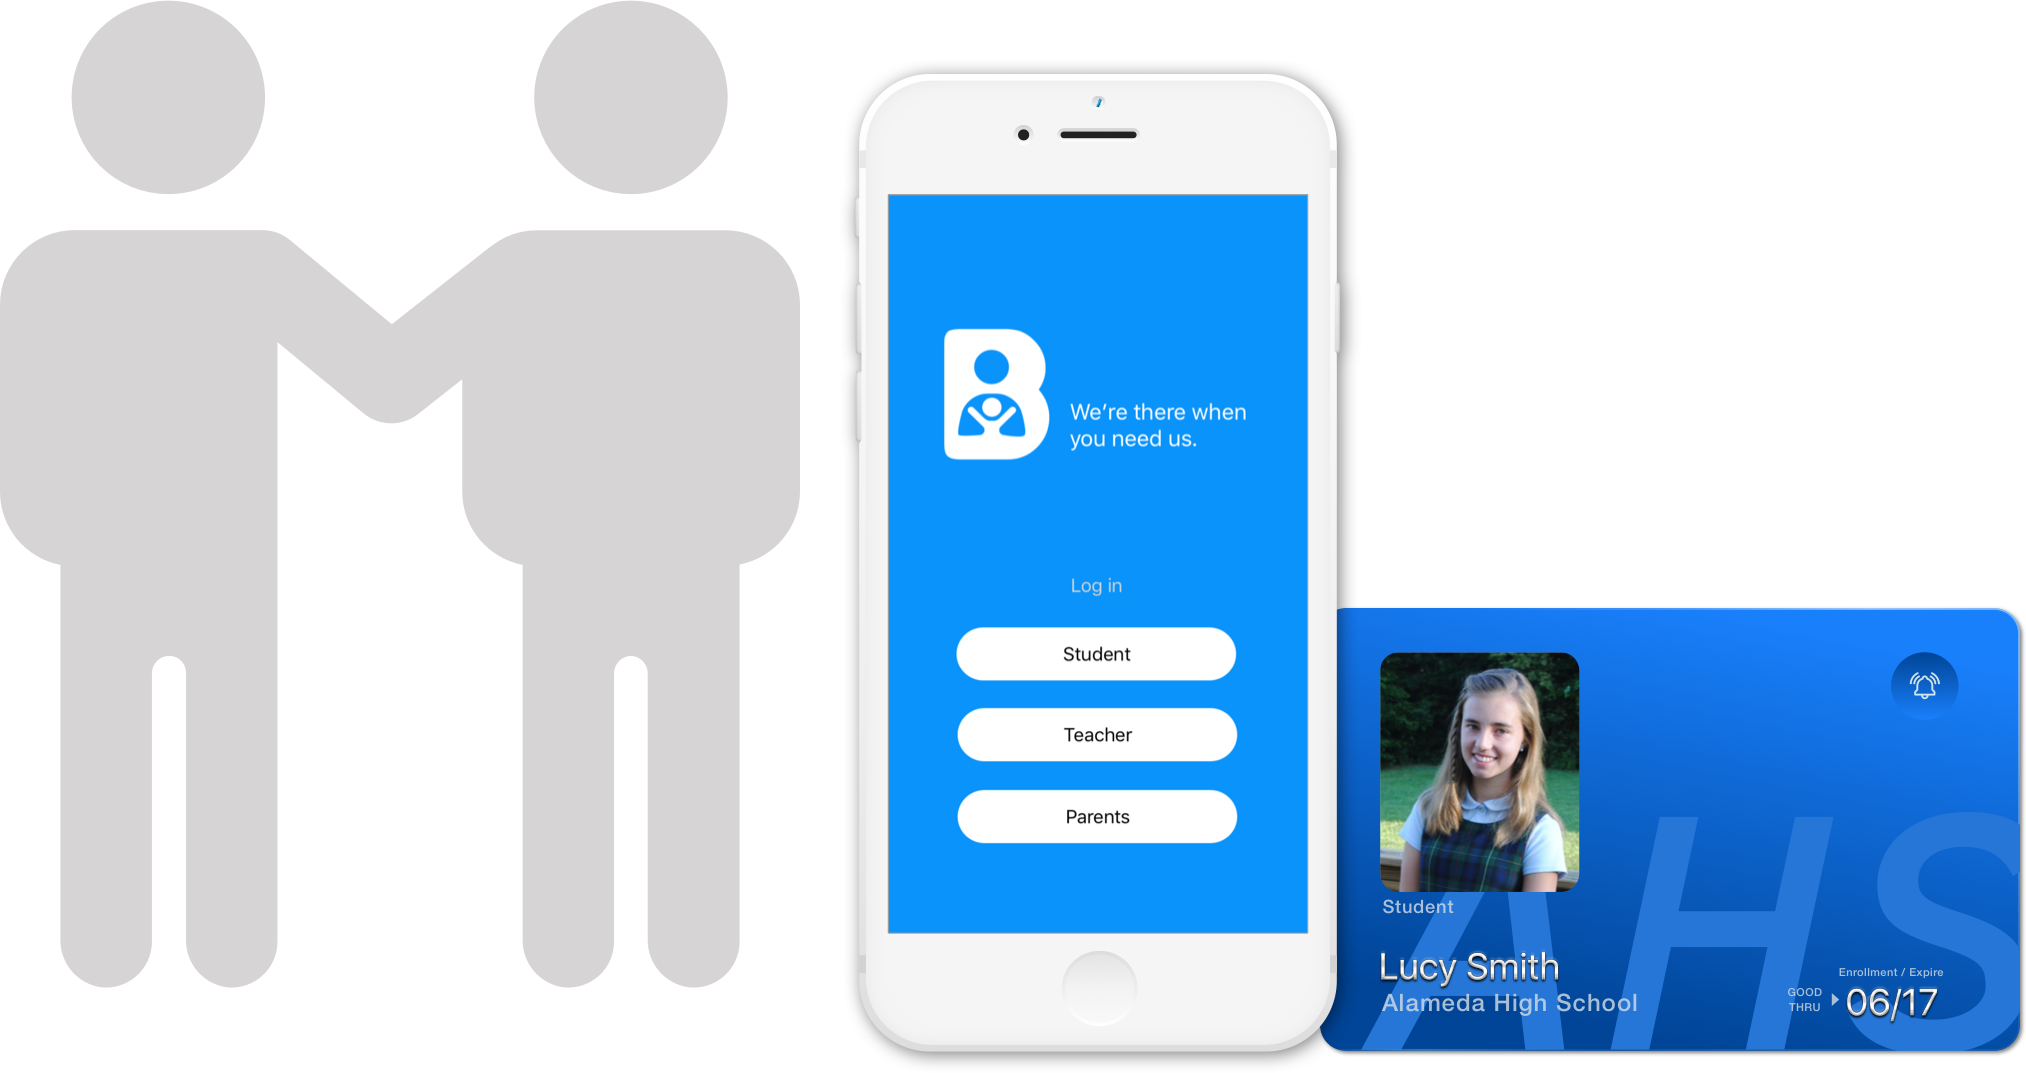 B
We’re there when
you need us.
Log in
Student
Teacher
Parents
AHS
Student
Lucy Smith
Alameda High School
Enrollment / Expire
GOOD
THRU
06/17